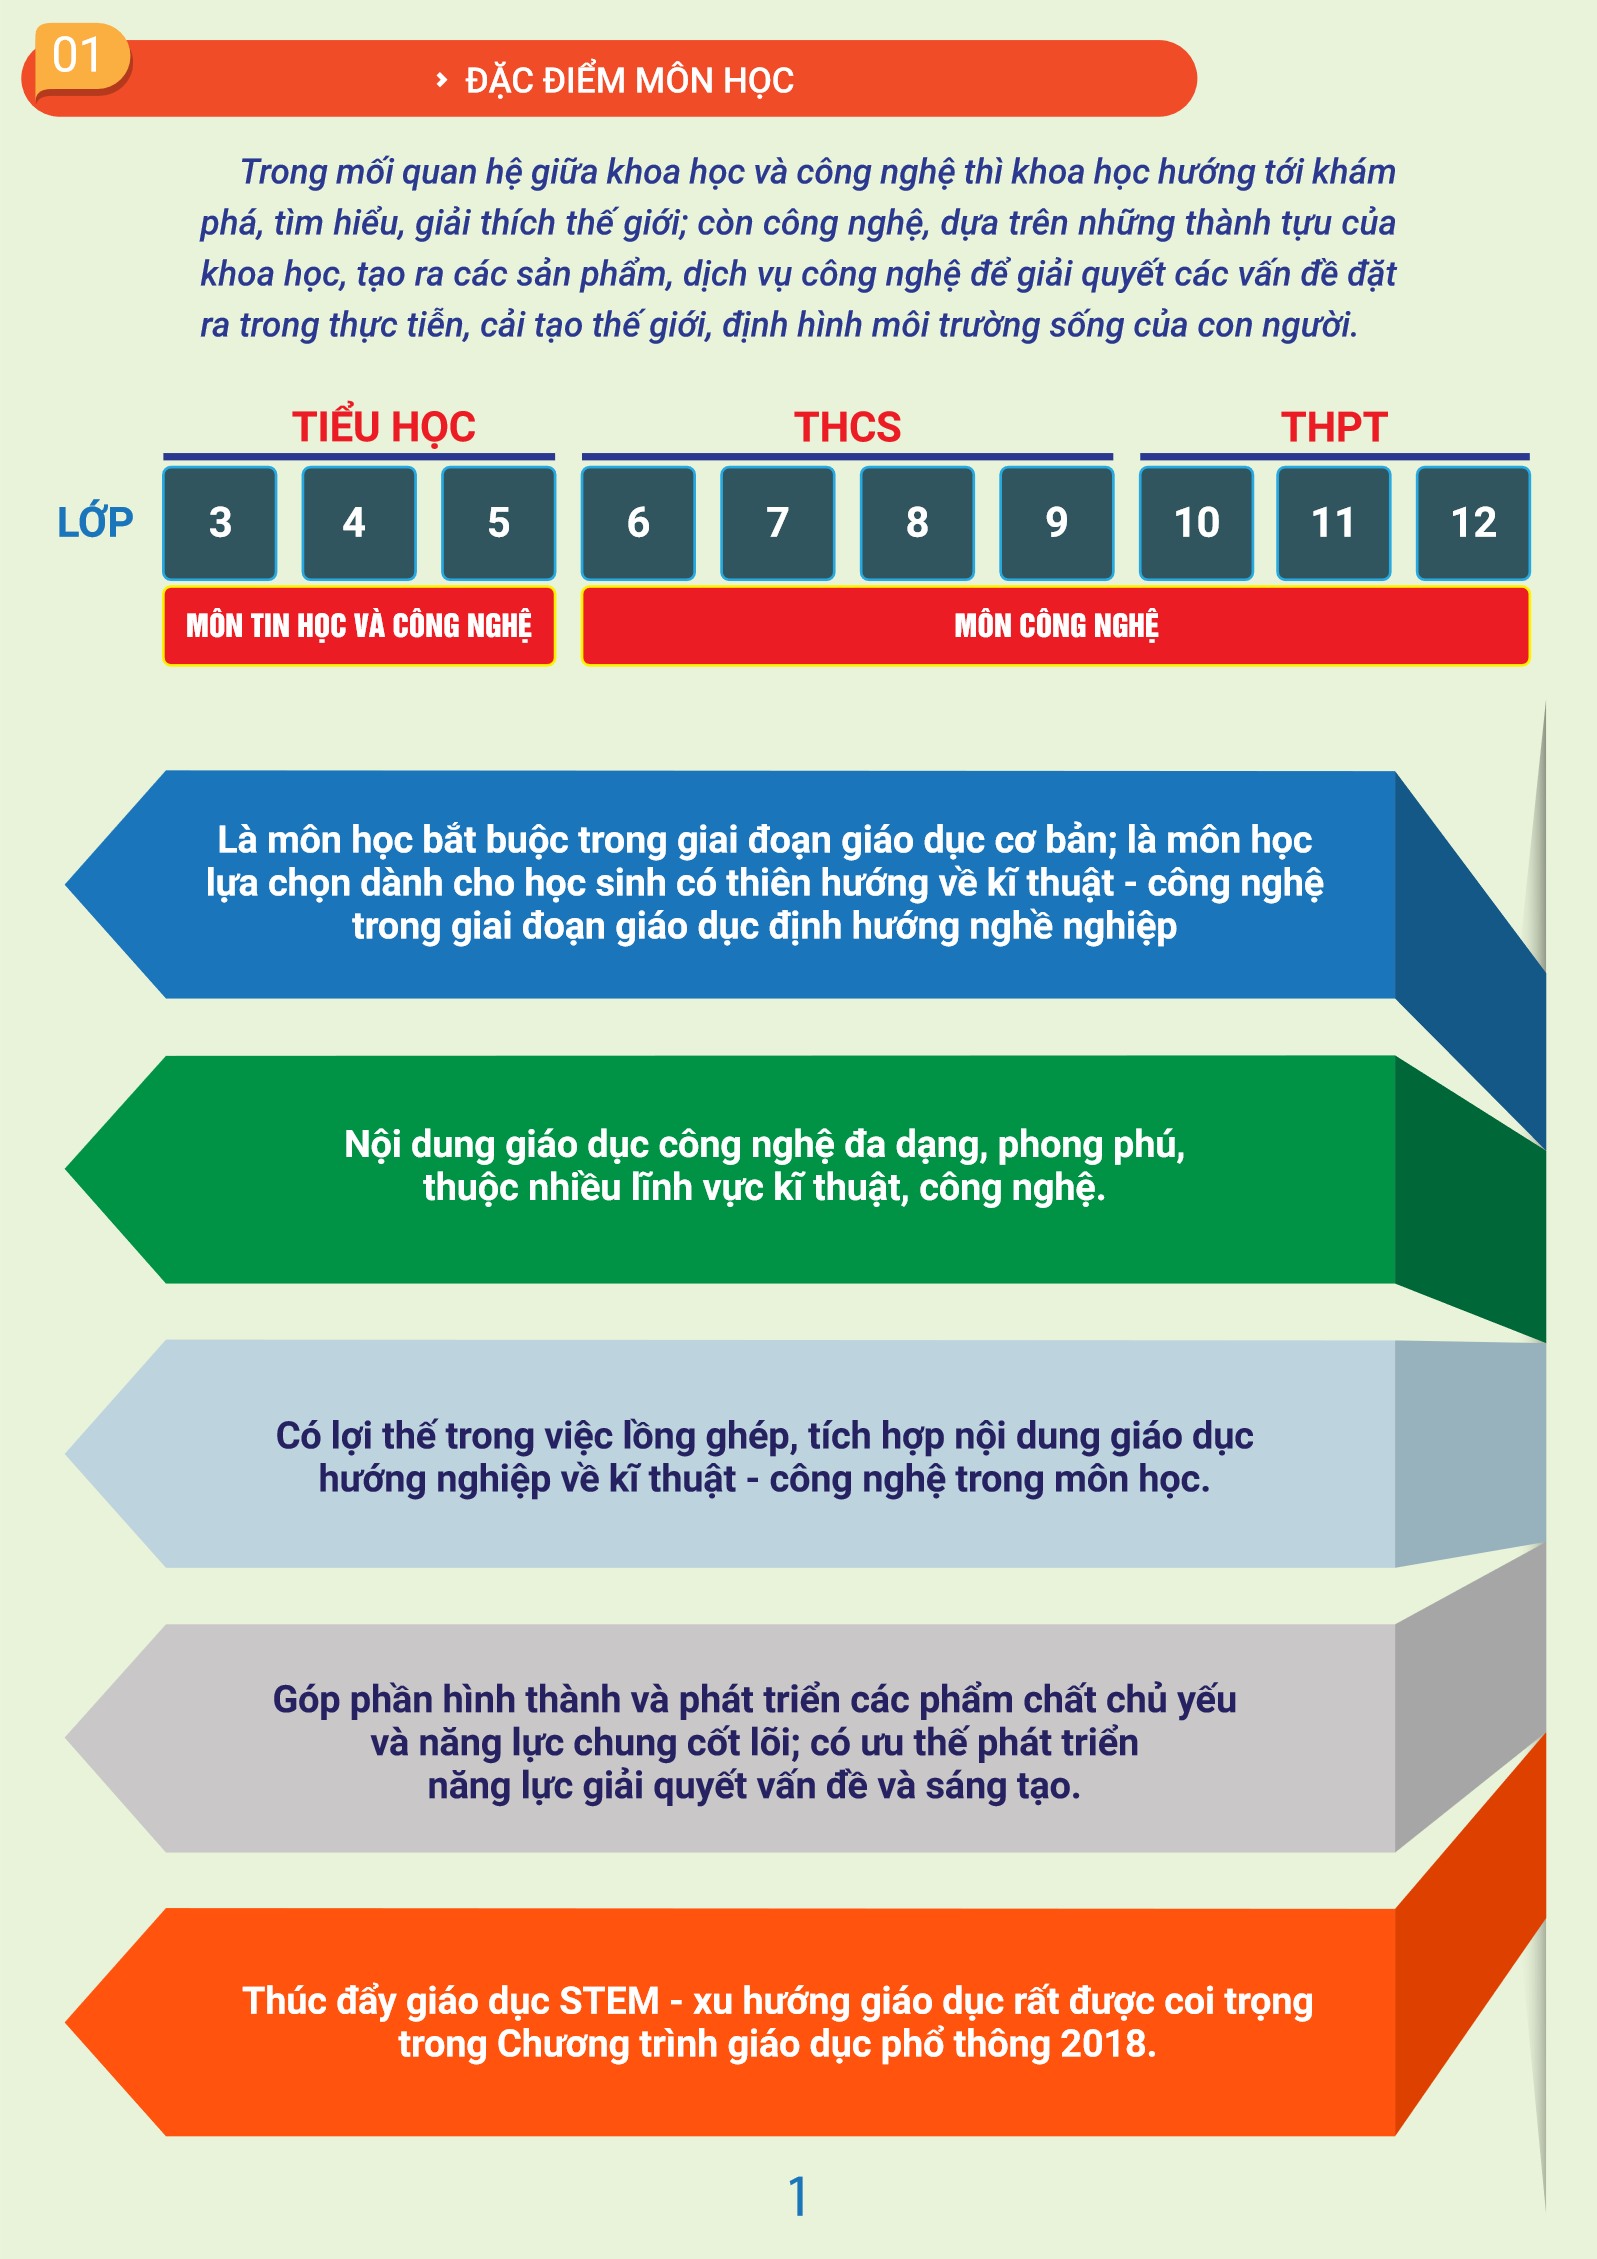 01
ĐẶC ĐIỂM MÔN HỌC
Trong mối quan hệ giữa khoa học và công nghệ thì khoa học hướng tới khám
phá, tìm hiểu, giải thích thế giới; còn công nghệ, dựa trên những thành tựu của
khoa học, tạo ra các sản phẩm, dịch vụ công nghệ để giải quyết các vấn đề đặt
ra trong thực tiễn, cải tạo thế giới, định hình môi trường sống của con người.
TIỂU HỌC THCS THPT
LỚP 3 4 5 6 7 8 9 10 11 12
MÔN TIN HỌC VÀ CÔNG NGHỆ MÔN CÔNG NGHỆ
Là môn học bắt buộc trong giai đoạn giáo dục cơ bản; là môn học
lựa chọn dành cho học sinh có thiên hướng về kĩ thuật - công nghệ
trong giai đoạn giáo dục định hướng nghề nghiệp
Nội dung giáo dục công nghệ đa dạng, phong phú,
thuộc nhiều lĩnh vực kĩ thuật, công nghệ.
Có lợi thế trong việc lồng ghép, tích hợp nội dung giáo dục
hướng nghiệp về kĩ thuật - công nghệ trong môn học.
Góp phần hình thành và phát triển các phẩm chất chủ yếu
và năng lực chung cốt lõi; có ưu thế phát triển
năng lực giải quyết vấn đề và sáng tạo.
Thúc đẩy giáo dục STEM - xu hướng giáo dục rất được coi trọng
trong Chương trình giáo dục phổ thông 2018.
1